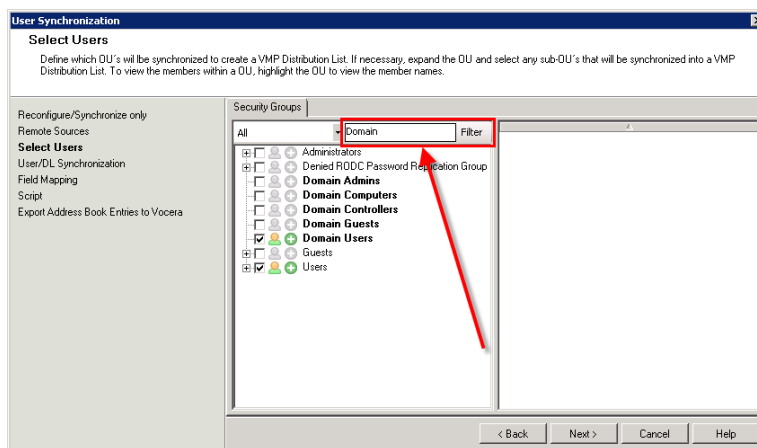 User Synchronization
Select Users
Define which OU's wil lbe synchronized to create a VMP Distribution List. If necessary, expand the OU and select any sub-OU's that will be synchronized into a VMP
Distribution List. To view the members within a OU, highlight the OU to view the member names.
Reconfigure/Synchronize only
Remote Sources
Select Users
User/DL Synchronization
Field Mapping
Script
Export Address Book Entries to Vocera
Security Groups
All
Domain
Filter
Administrators
Denied RODC Password Replication Group
Domain Admins
Domain Computers
Domain Controllers
Domain Guests
Domain Users
Guests
Users
< Back
Next >
Cancel
Help